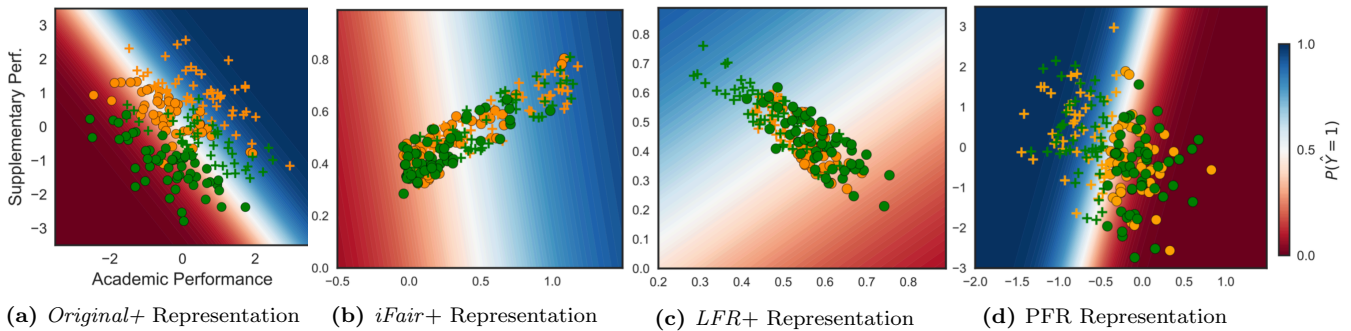 Supplementary Perf.
3
2
1
0
−1
−2
−3
−2 0 2
Academic Performance
(a) Original+ Representation
0.8
0.6
0.4
0.2
0.0
0.0 0.5 1.0
(b) iFair+ Representation
0.8
0.7
0.6
0.5
0.4
0.3
0.2
0.1
0.0
0.2 0.3 0.4 0.5 0.6 0.7 0.8
(c) LFR+ Representation
3
2
1
0
−1
−2
−3
−2.0 −1.5 −1.0 −0.5 0.0 0.5 1.0
(d) PFR Representation
1.0
0.5
0.0
P(Ŷ = 1)